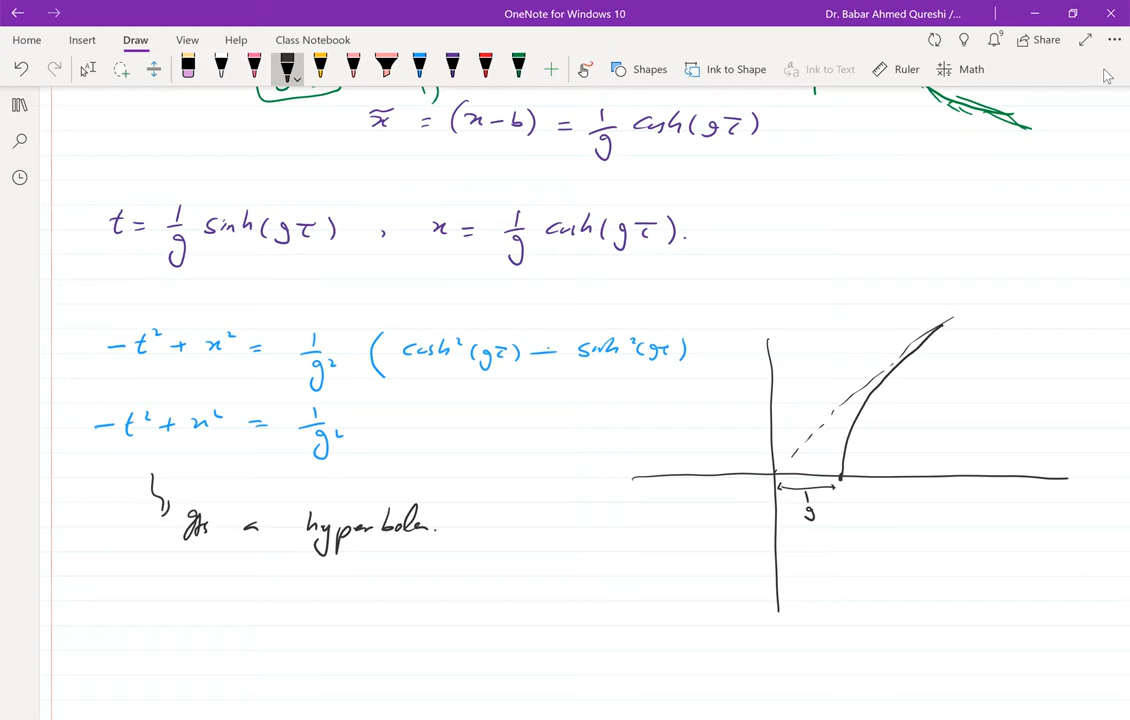 OneNote for Windows 10
Dr. Babar Ahmed Qureshi /...
Home Insert Draw View Help Class Notebook
9 Share
Shapes Ink to Shape Ink to Text Ruler Math
x̃ = (x-b) = 1/g cosh(gτ)
t = 1/g sinh(gτ) , x = 1/g cosh(gτ).
-t² + x² = 1/g² ( cosh²(gτ) - sinh²(gτ)
-t² + x² = 1/g²
1/g
Its a hyperbola.